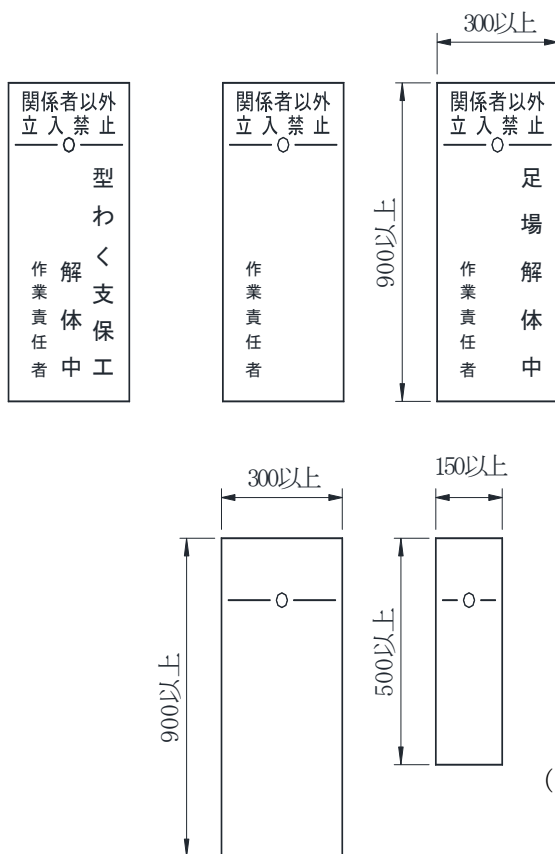 300以上
関係者以外
立入禁止
型わく支保工
解体中
作業責任者
関係者以外
立入禁止
作業責任者
900以上
関係者以外
立入禁止
足場解体中
作業責任者
300以上
150以上
900以上
500以上
(